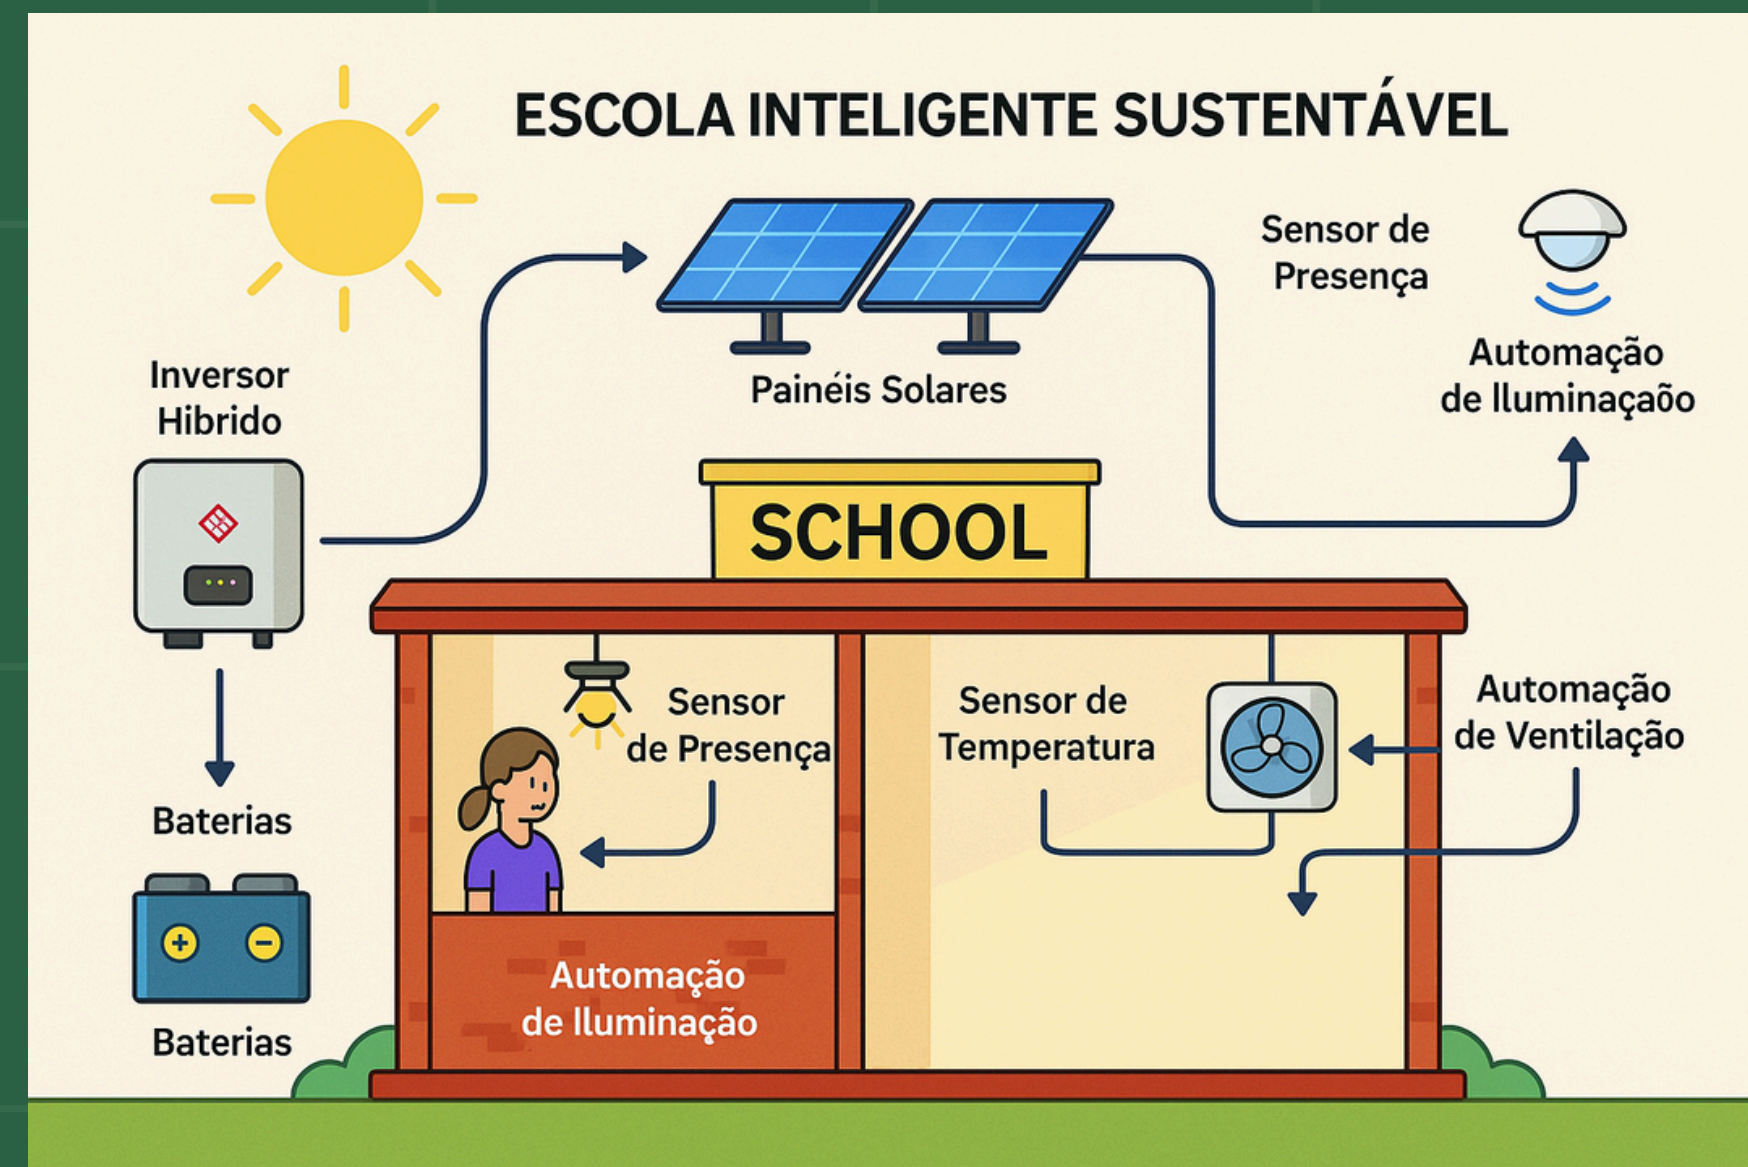 ESCOLA INTELIGENTE SUSTENTÁVEL
Sensor de
Presença
Automação
de Iluminaçaõo
Painéis Solares
Inversor
Hibrido
SCHOOL
Sensor
de Presença
Sensor de
Temperatura
Automação
de Ventilação
Baterias
+ −
Automação
de Iluminação
Baterias